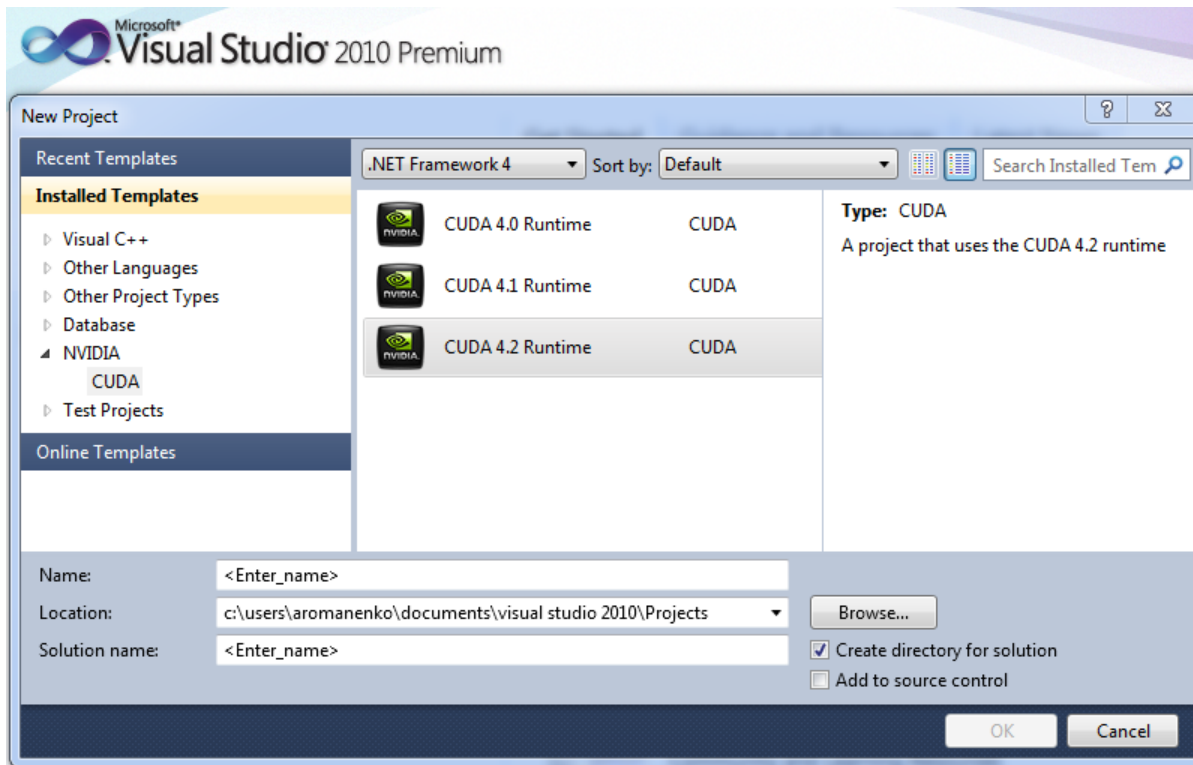 Microsoft®
Visual Studio® 2010 Premium
New Project
Recent Templates
.NET Framework 4
Sort by: Default
Search Installed Tem
Installed Templates
Visual C++
Other Languages
Other Project Types
Database
NVIDIA
CUDA
Test Projects
Online Templates
NVIDIA. CUDA 4.0 Runtime CUDA
NVIDIA. CUDA 4.1 Runtime CUDA
NVIDIA. CUDA 4.2 Runtime CUDA
Type: CUDA
A project that uses the CUDA 4.2 runtime
Name: <Enter_name>
Location: c:\users\aromanenko\documents\visual studio 2010\Projects
Browse...
Solution name: <Enter_name>
Create directory for solution
Add to source control
OK
Cancel